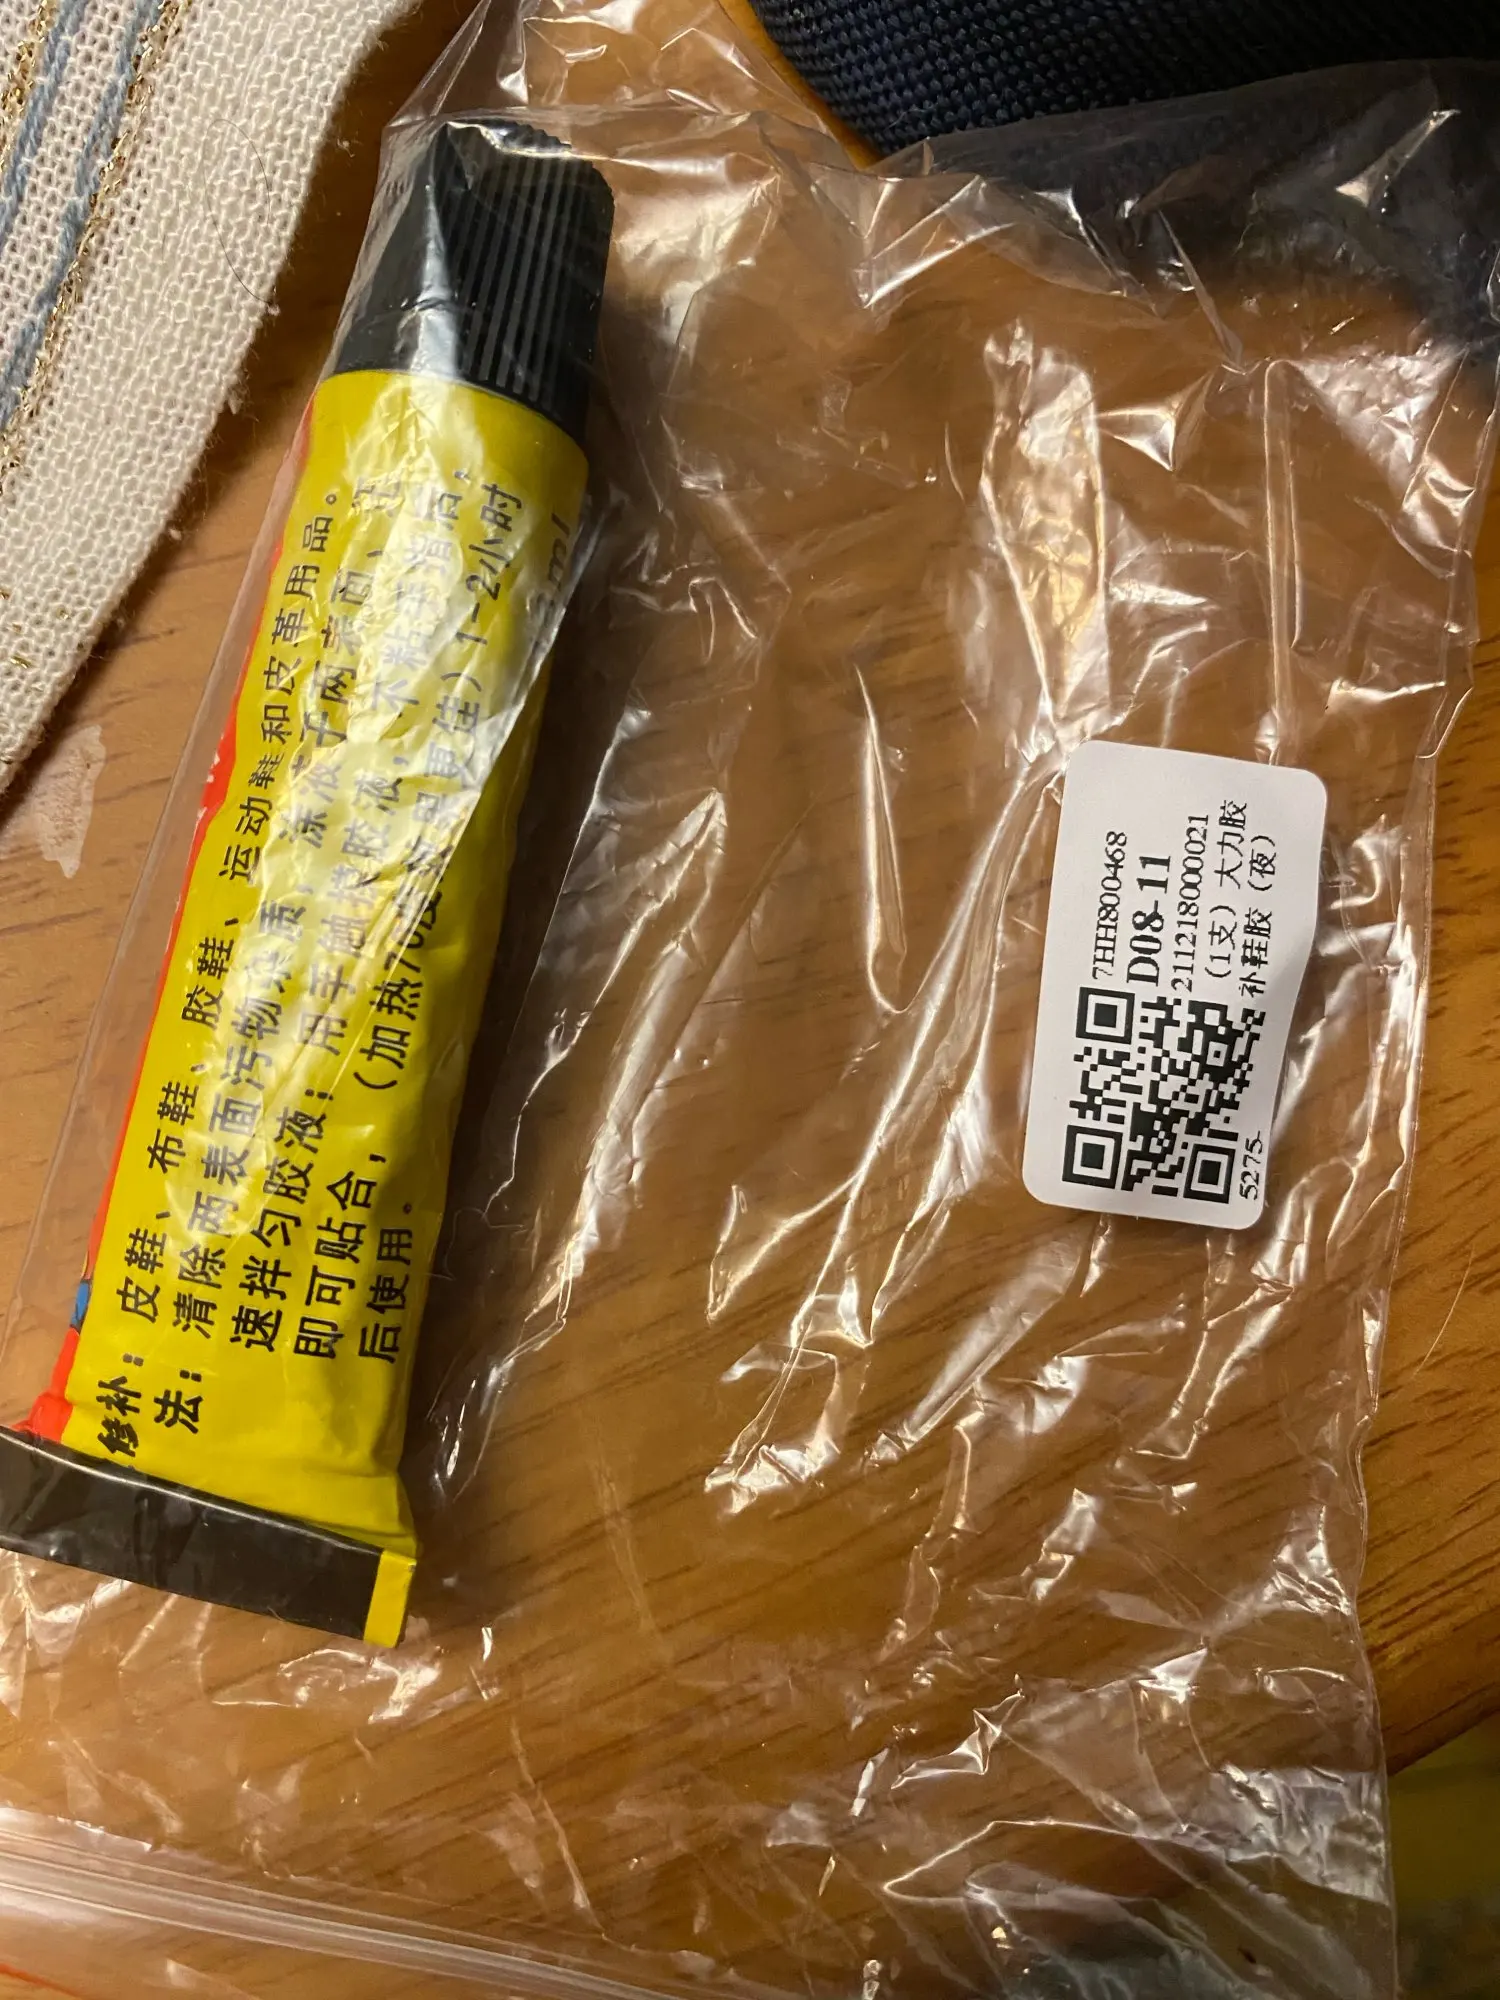 修补：皮鞋、布鞋、胶鞋、运动鞋和皮革用品。
法：清除两表面污物杂质，涂液于两表面、
速拌匀胶液；用手触摸胶液，不粘手指后，
即可贴合，（加热70度效果更佳）1-2小时
后使用。
ml
7HH800468
D08-11
21121800000021
（1支）大力胶
补鞋胶（夜）
5275-